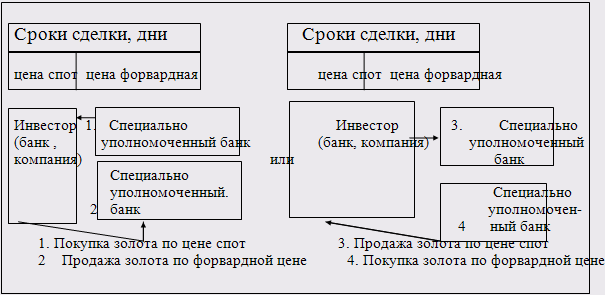 Сроки сделки, дни
цена спот цена форвардная
Инвестор
(банк ,
компания)
1. Специально
уполномоченный банк
Специально
уполномоченный.
2 банк
или
Сроки сделки, дни
цена спот цена форвардная
Инвестор
(банк, компания)
3. Специально
уполномоченный
банк
Специально
уполномочен-
4 ный банк
1. Покупка золота по цене спот
2 Продажа золота по форвардной цене
3. Продажа золота по цене спот
4. Покупка золота по форвардной цене